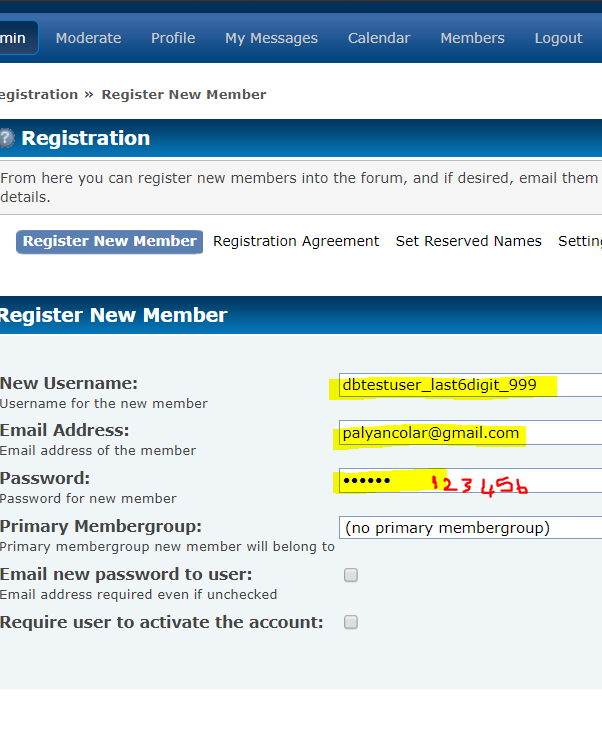 min Moderate Profile My Messages Calendar Members Logout
egistration » Register New Member
? Registration
From here you can register new members into the forum, and if desired, email them
details.
Register New Member Registration Agreement Set Reserved Names Setting
Register New Member
New Username: dbtestuser_last6digit_999
Username for the new member
Email Address: palyancolar@gmail.com
Email address of the member
Password: •••••• 123456
Password for new member
Primary Membergroup: (no primary membergroup)
Primary membergroup new member will belong to
Email new password to user:
Email address required even if unchecked
Require user to activate the account: